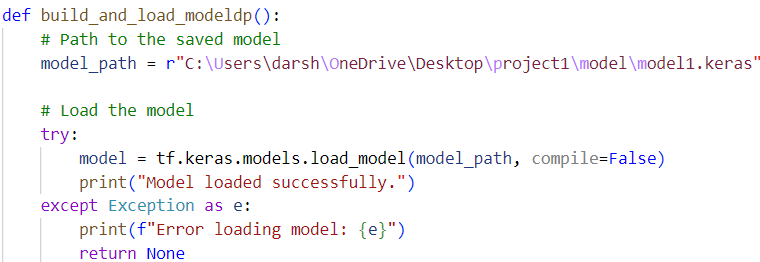 def build_and_load_modeldp():
    # Path to the saved model
    model_path = r"C:\Users\darsh\OneDrive\Desktop\project1\model\model1.keras"
    # Load the model
    try:
        model = tf.keras.models.load_model(model_path, compile=False)
        print("Model loaded successfully.")
    except Exception as e:
        print(f"Error loading model: {e}")
        return None